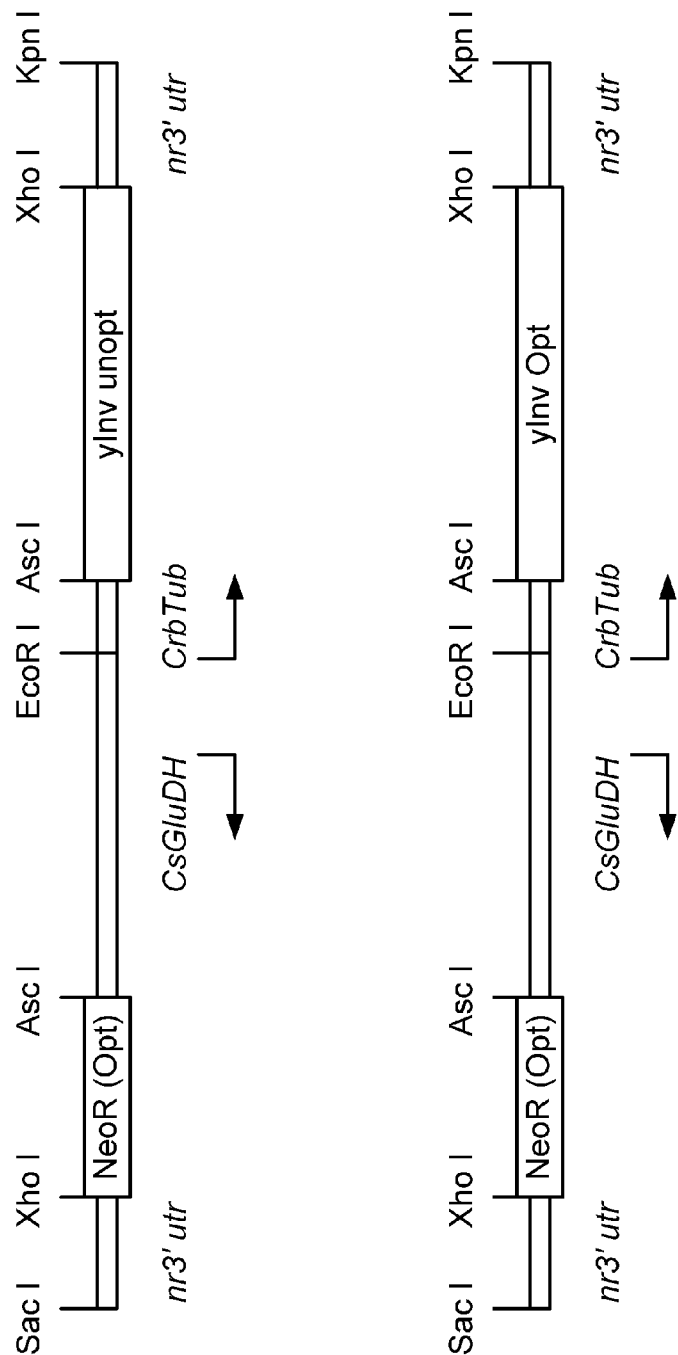 Sac I Xho I Asc I EcoR I Asc I Xho I Kpn I
NeoR (Opt) yInv unopt
nr3' utr CsGluDH CrbTub nr3' utr
Sac I Xho I Asc I EcoR I Asc I Xho I Kpn I
NeoR (Opt) yInv Opt
nr3' utr CsGluDH CrbTub nr3' utr